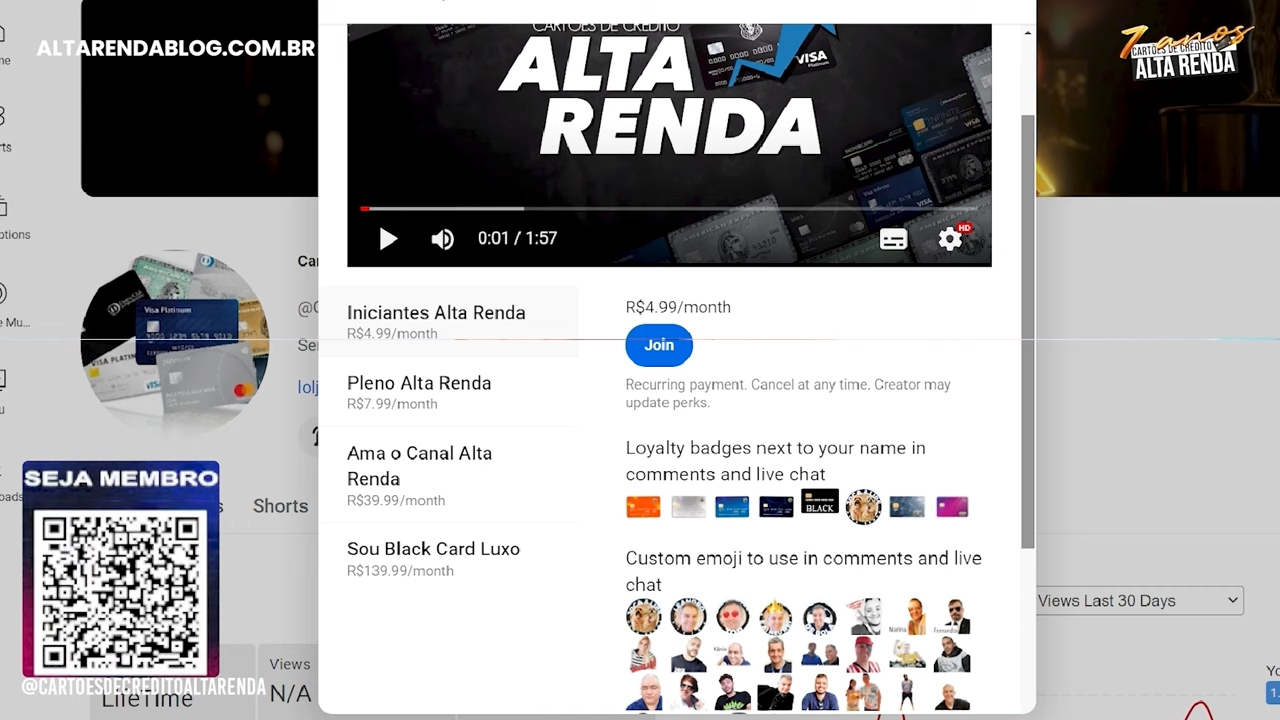 ALTARENDABLOG.COM.BR
CARTÕES DE CRÉDITO
ALTA
RENDA
VISA
Platinum
7 anos
CARTÕES DE CRÉDITO
ALTA RENDA
0:01 / 1:57
HD
Iniciantes Alta Renda
R$4.99/month
Pleno Alta Renda
R$7.99/month
Ama o Canal Alta
Renda
R$39.99/month
Sou Black Card Luxo
R$139.99/month
R$4.99/month
Join
Recurring payment. Cancel at any time. Creator may
update perks.
Loyalty badges next to your name in
comments and live chat
BLACK
Custom emoji to use in comments and live
chat
Visa Platinum
SEJA MEMBRO
@CARTOESDECREDITOALTARENDA
Shorts
Views
N/A
LifeTime
Views Last 30 Days